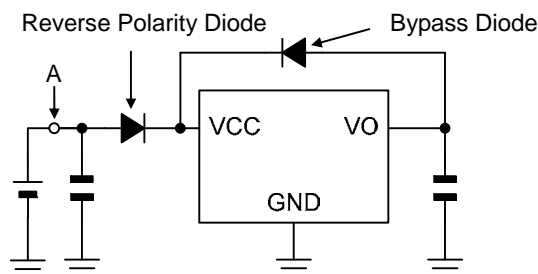 Reverse Polarity Diode
Bypass Diode
A
VCC
VO
GND